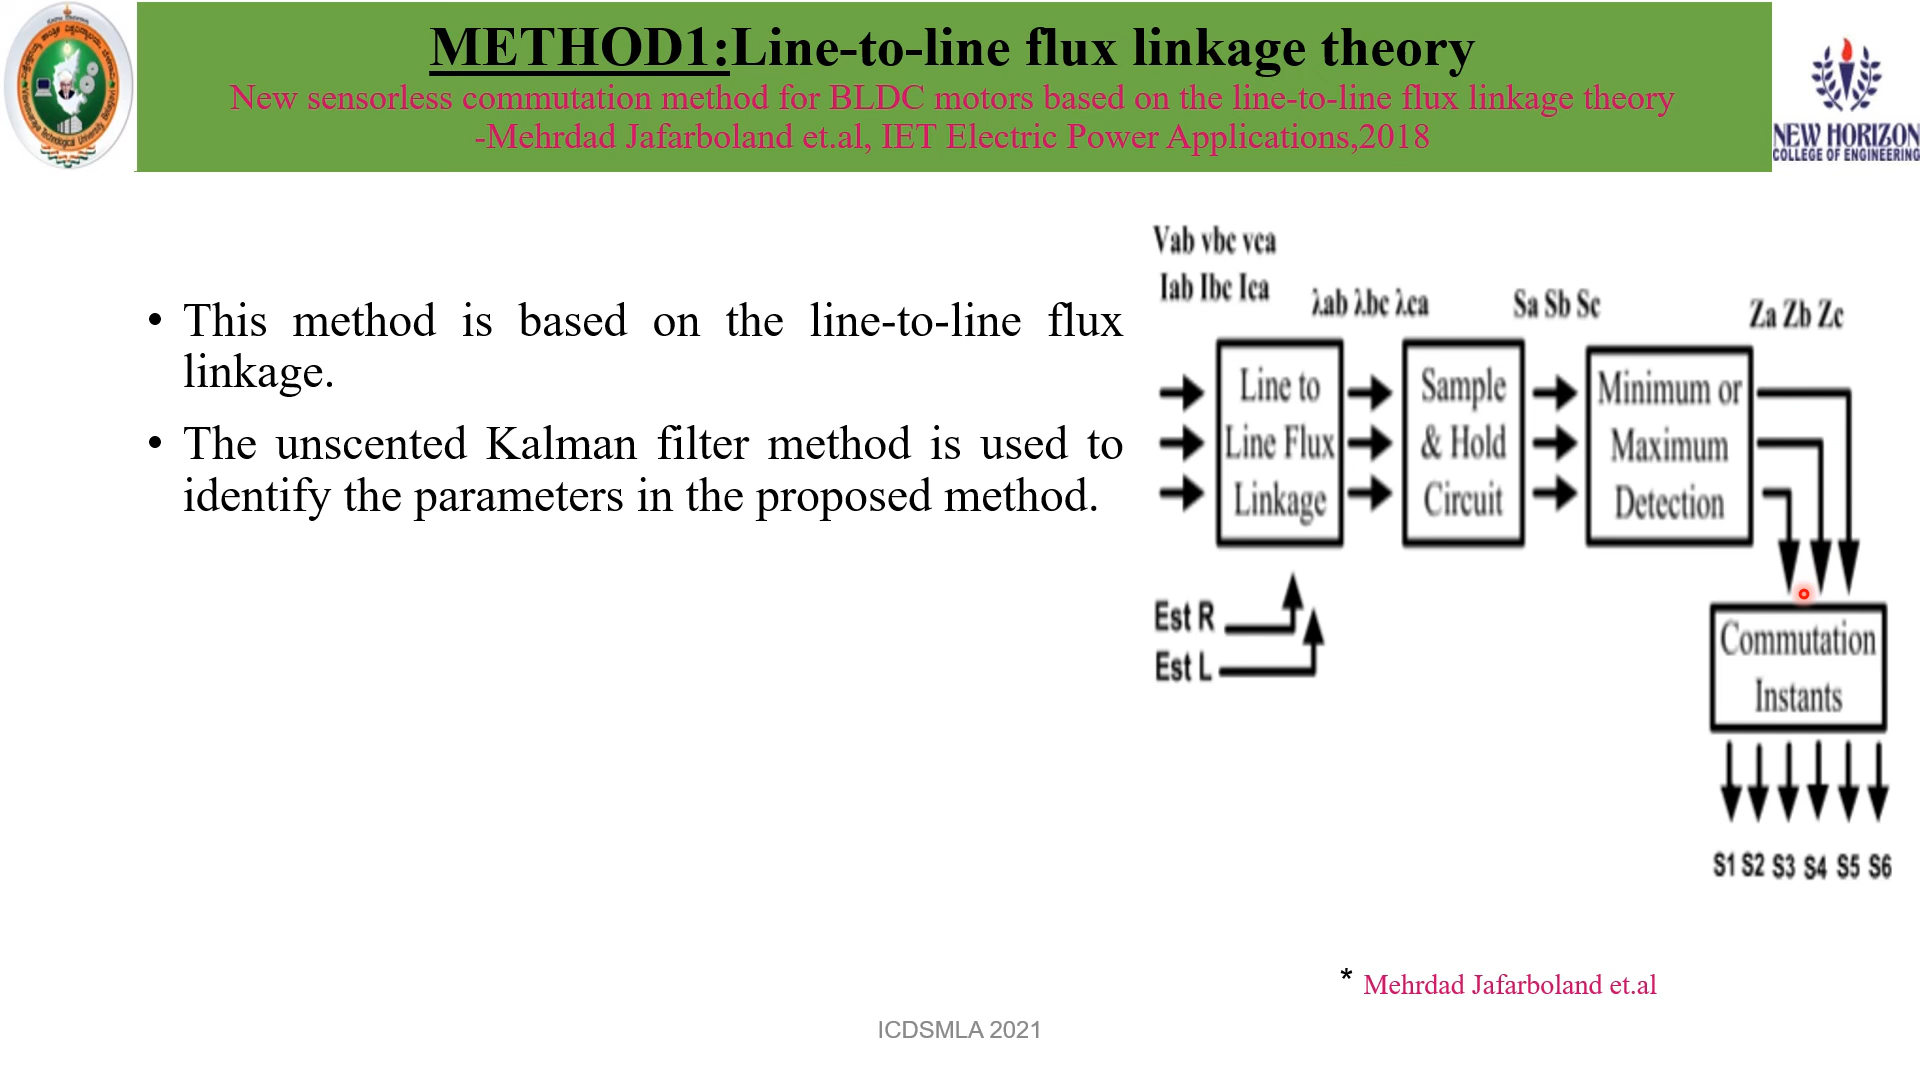 METHOD1:Line-to-line flux linkage theory
New sensorless commutation method for BLDC motors based on the line-to-line flux linkage theory
-Mehrdad Jafarboland et.al, IET Electric Power Applications,2018
NEW HORIZON
COLLEGE OF ENGINEERING
• This method is based on the line-to-line flux
linkage.
• The unscented Kalman filter method is used to
identify the parameters in the proposed method.
Vab vbc vca
Iab Ibc Ica
λab λbc λca
Sa Sb Sc
Za Zb Zc
Line to
Line Flux
Linkage
Sample
& Hold
Circuit
Minimum or
Maximum
Detection
Est R
Est L
Commutation
Instants
S1 S2 S3 S4 S5 S6
* Mehrdad Jafarboland et.al
ICDSMLA 2021